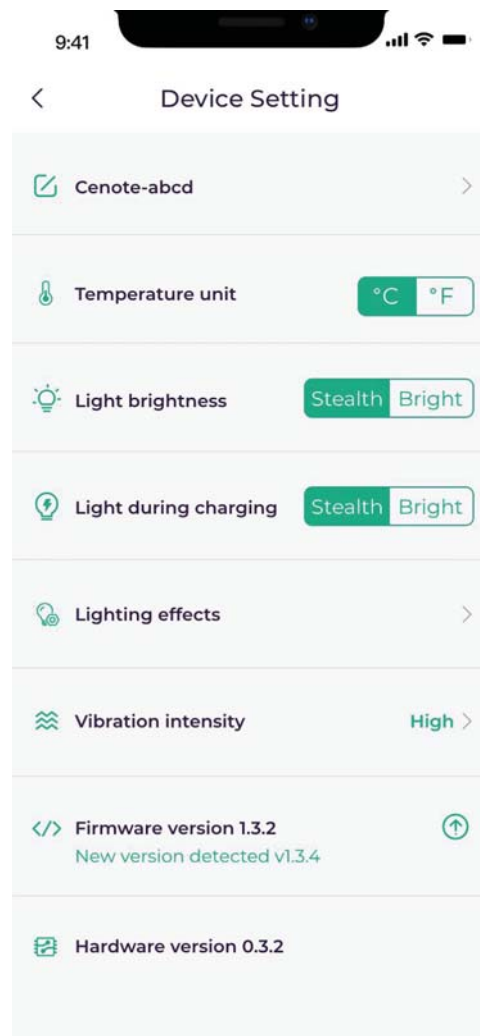 9:41
Device Setting
Cenote-abcd
Temperature unit °C °F
Light brightness Stealth Bright
Light during charging Stealth Bright
Lighting effects
Vibration intensity High
</> Firmware version 1.3.2
New version detected v1.3.4
Hardware version 0.3.2